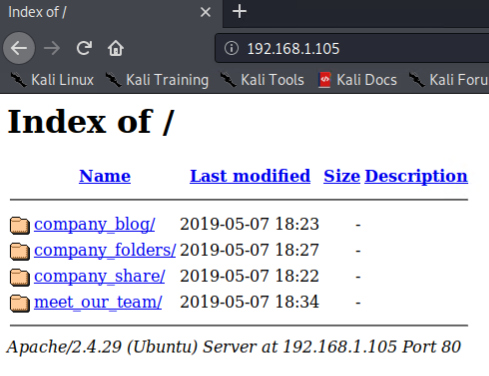 Index of /
192.168.1.105
Kali Linux Kali Training Kali Tools Kali Docs Kali Foru
Index of /
Name Last modified Size Description
company_blog/ 2019-05-07 18:23 -
company_folders/ 2019-05-07 18:27 -
company_share/ 2019-05-07 18:22 -
meet_our_team/ 2019-05-07 18:34 -
Apache/2.4.29 (Ubuntu) Server at 192.168.1.105 Port 80